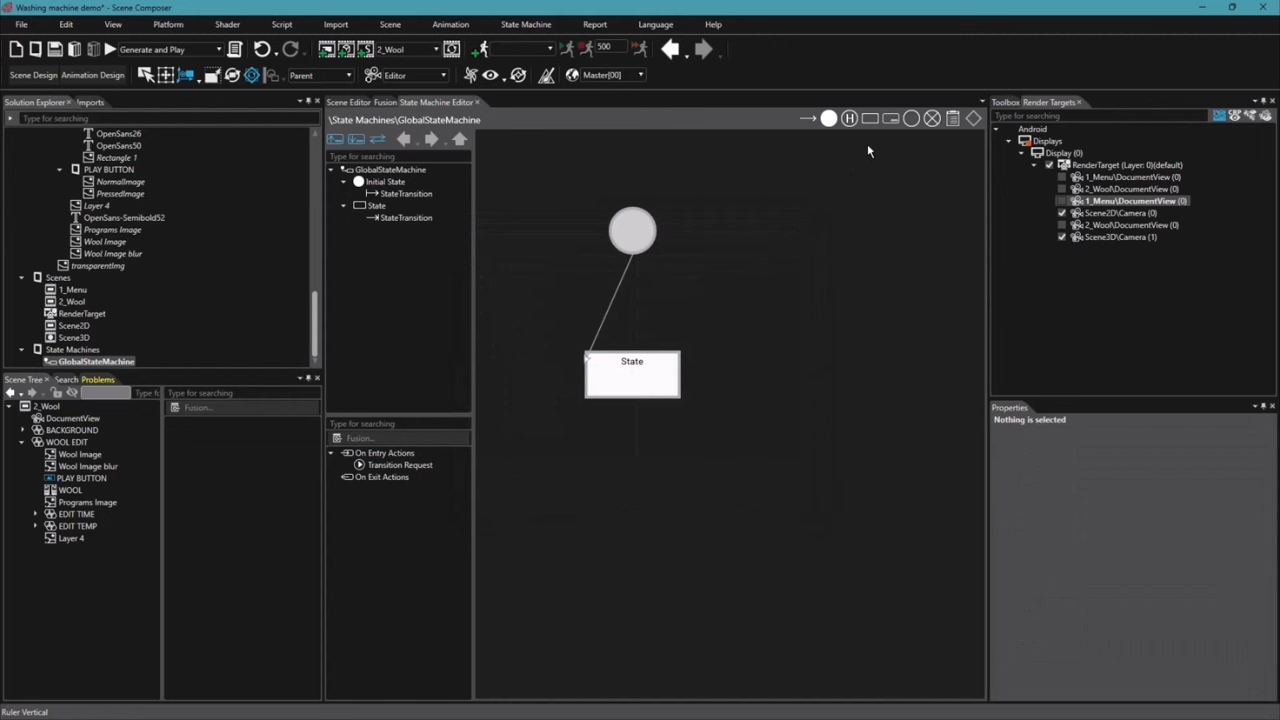 Washing machine demo* - Scene Composer
File Edit View Platform Shader Script Import Scene Animation State Machine Report Language Help
Generate and Play 2_Wool 500
Scene Design Animation Design Parent Editor Master[00]
Solution Explorer Imports
Type for searching
OpenSans26
OpenSans50
Rectangle 1
PLAY BUTTON
NormalImage
PressedImage
Layer 4
OpenSans-Semibold52
Programs Image
Wool Image
Wool Image blur
transparentImg
Scenes
1_Menu
2_Wool
RenderTarget
Scene2D
Scene3D
State Machines
GlobalStateMachine
Scene Tree Search Problems
Type fo
2_Wool
DocumentView
BACKGROUND
WOOL EDIT
Wool Image
Wool Image blur
PLAY BUTTON
WOOL
Programs Image
EDIT TIME
EDIT TEMP
Layer 4
Type for searching
Fusion...
Scene Editor Fusion State Machine Editor
\State Machines\GlobalStateMachine
Type for searching
GlobalStateMachine
Initial State
StateTransition
State
StateTransition
Type for searching
Fusion...
On Entry Actions
Transition Request
On Exit Actions
H
State
Toolbox Render Targets
Type for searching
Android
Displays
Display (0)
RenderTarget (Layer: 0)(default)
1_Menu\DocumentView (0)
2_Wool\DocumentView (0)
1_Menu\DocumentView (0)
Scene2D\Camera (0)
2_Wool\DocumentView (0)
Scene3D\Camera (1)
Properties
Nothing is selected
Ruler Vertical